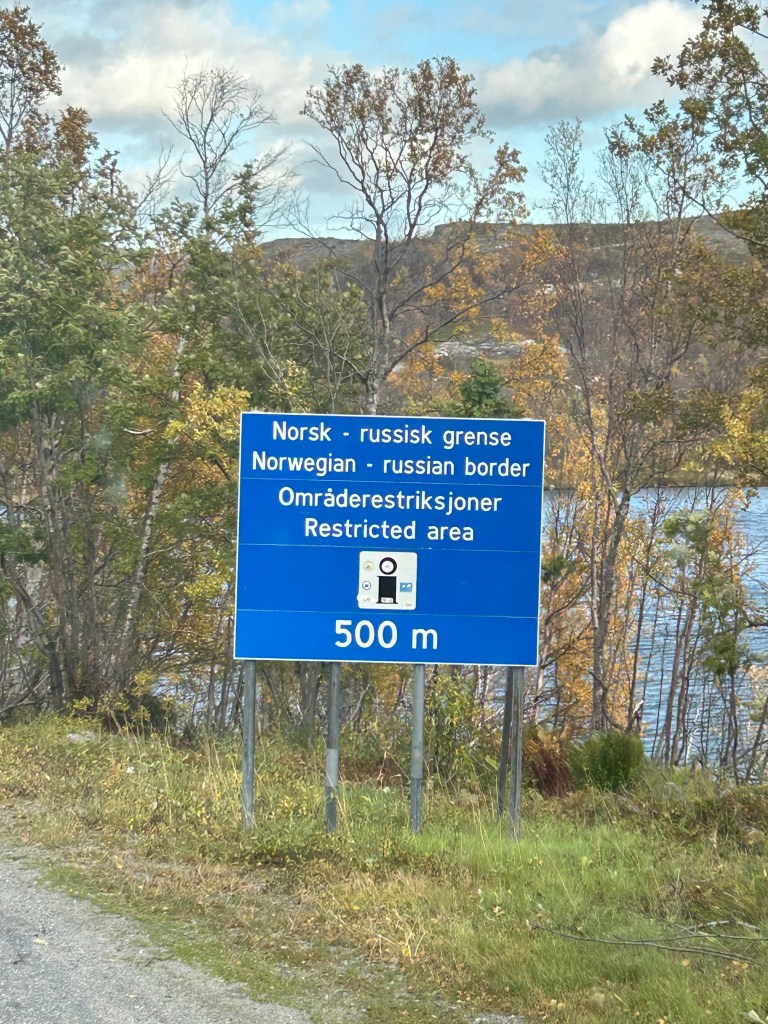 Norsk - russisk grense
Norwegian - russian border
Områderestriksjoner
Restricted area
500 m